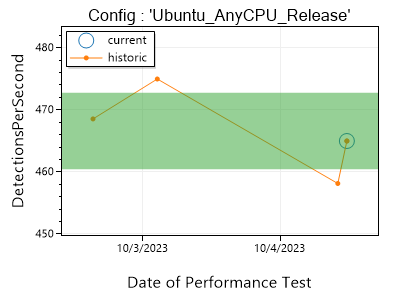 Config : 'Ubuntu_AnyCPU_Release'
current
historic
DetectionsPerSecond
480
470
460
450
10/3/2023
10/4/2023
Date of Performance Test